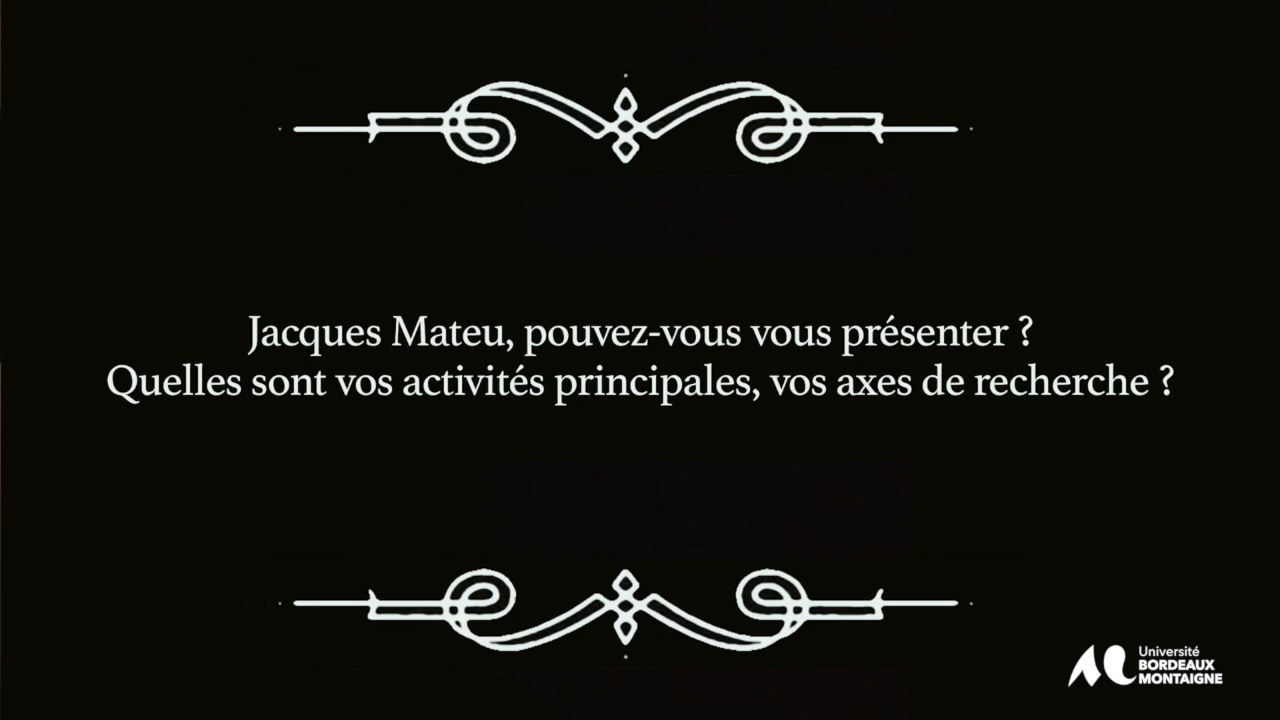 Jacques Mateu, pouvez-vous vous présenter ?
Quelles sont vos activités principales, vos axes de recherche ?
Université
BORDEAUX
MONTAIGNE